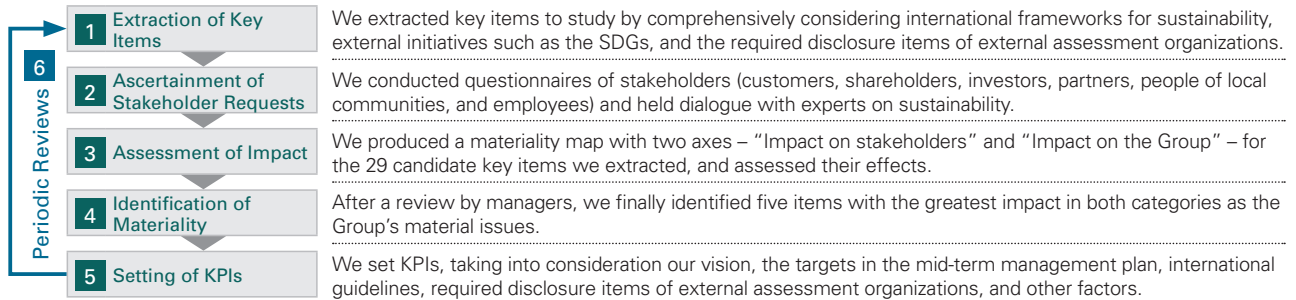 1 Extraction of Key
Items
We extracted key items to study by comprehensively considering international frameworks for sustainability,
external initiatives such as the SDGs, and the required disclosure items of external assessment organizations.
2 Ascertainment of
Stakeholder Requests
We conducted questionnaires of stakeholders (customers, shareholders, investors, partners, people of local
communities, and employees) and held dialogue with experts on sustainability.
3 Assessment of Impact
We produced a materiality map with two axes – “Impact on stakeholders” and “Impact on the Group” – for
the 29 candidate key items we extracted, and assessed their effects.
4 Identification of
Materiality
After a review by managers, we finally identified five items with the greatest impact in both categories as the
Group’s material issues.
5 Setting of KPIs
We set KPIs, taking into consideration our vision, the targets in the mid-term management plan, international
guidelines, required disclosure items of external assessment organizations, and other factors.
6 Periodic Reviews